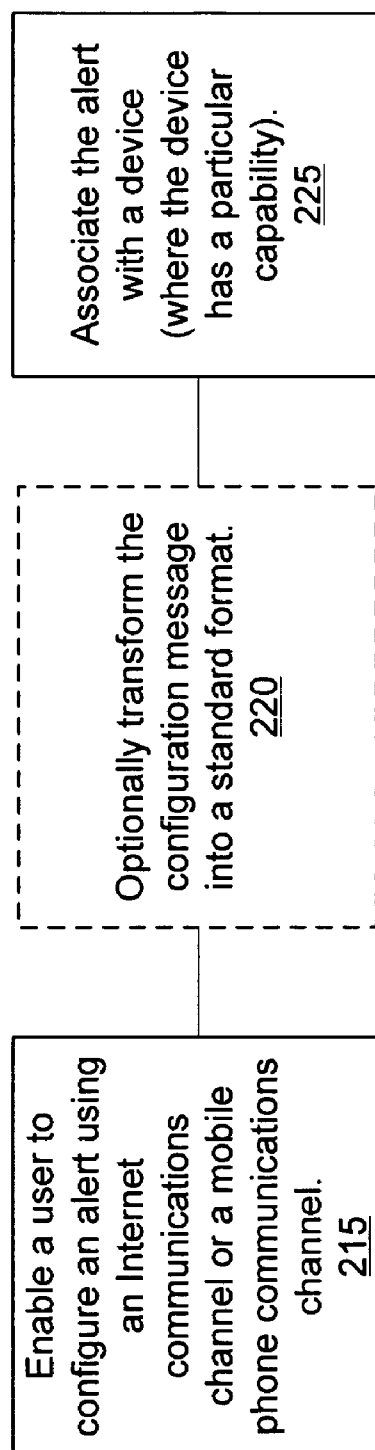 Enable a user to
configure an alert using
an Internet
communications
channel or a mobile
phone communications
channel.
215
Optionally transform the
configuration message
into a standard format.
220
Associate the alert
with a device
(where the device
has a particular
capability).
225